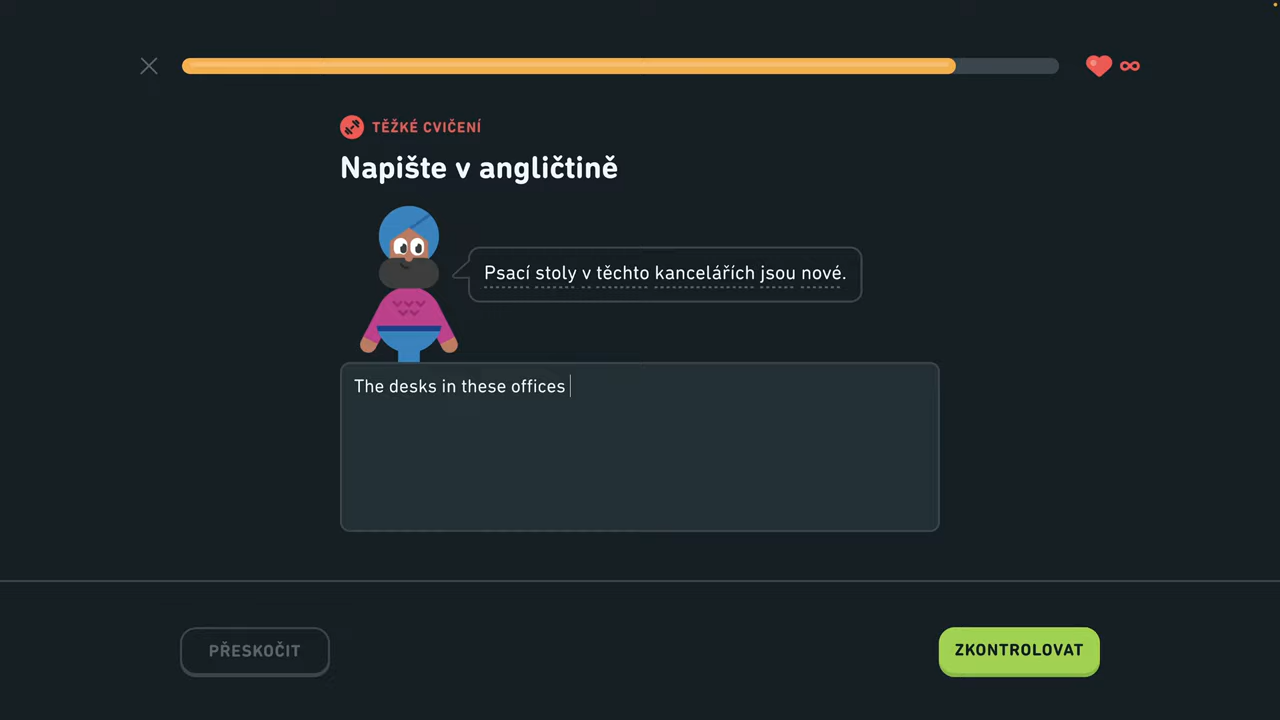 TĚŽKÉ CVIČENÍ
Napište v angličtině
Psací stoly v těchto kancelářích jsou nové.
The desks in these offices
PŘESKOČIT
ZKONTROLOVAT